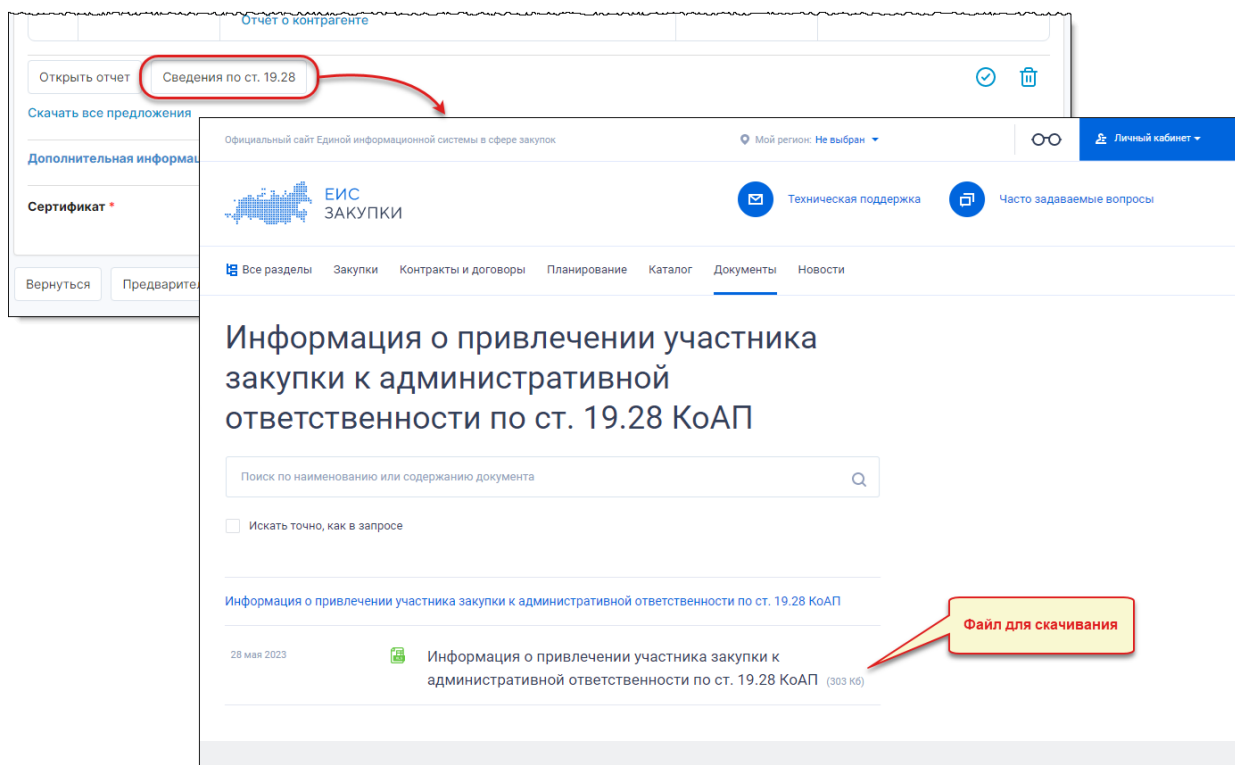 Отчет о контрагенте
Открыть отчет Сведения по ст. 19.28
Скачать все предложения
Дополнительная информац
Сертификат *
Вернуться Предварител
Официальный сайт Единой информационной системы в сфере закупок Мой регион: Не выбран Личный кабинет
ЕИС
ЗАКУПКИ
Техническая поддержка Часто задаваемые вопросы
Все разделы Закупки Контракты и договоры Планирование Каталог Документы Новости
Информация о привлечении участника
закупки к административной
ответственности по ст. 19.28 КоАП
Поиск по наименованию или содержанию документа
Искать точно, как в запросе
Информация о привлечении участника закупки к административной ответственности по ст. 19.28 КоАП
Файл для скачивания
28 мая 2023 Информация о привлечении участника закупки к
административной ответственности по ст. 19.28 КоАП (303 Кб)